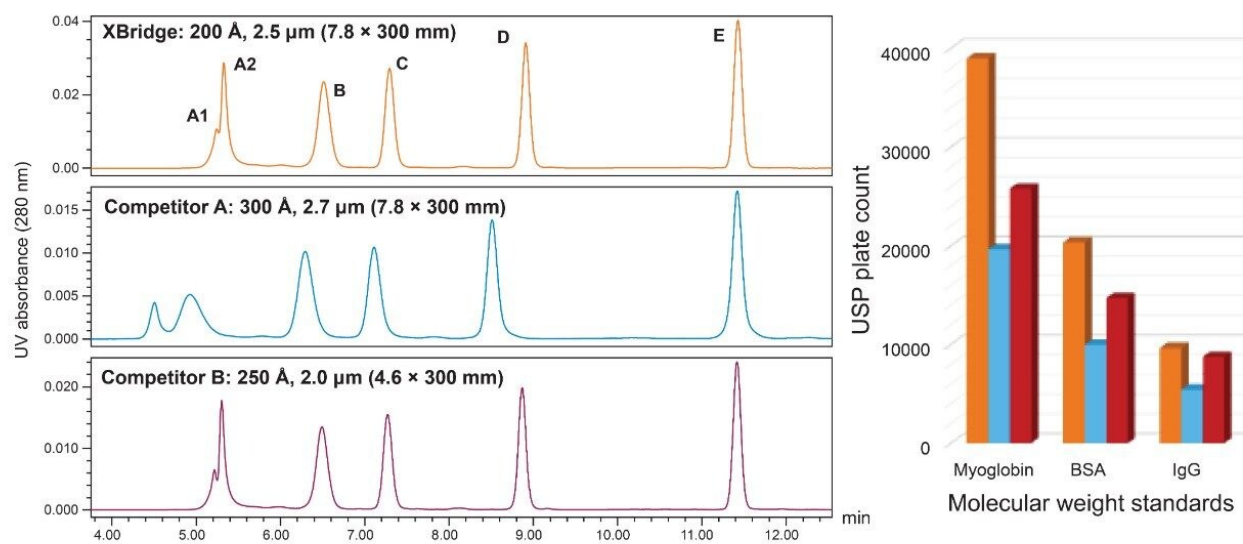 XBridge: 200 Å, 2.5 µm (7.8 × 300 mm)
A1
A2
B
C
D
E
0.04
0.02
0.00
Competitor A: 300 Å, 2.7 µm (7.8 × 300 mm)
0.015
0.010
0.005
0.000
Competitor B: 250 Å, 2.0 µm (4.6 × 300 mm)
0.020
0.010
0.000
UV absorbance (280 nm)
4.00 5.00 6.00 7.00 8.00 9.00 10.00 11.00 12.00 min
40000
30000
20000
10000
0
USP plate count
Myoglobin BSA IgG
Molecular weight standards